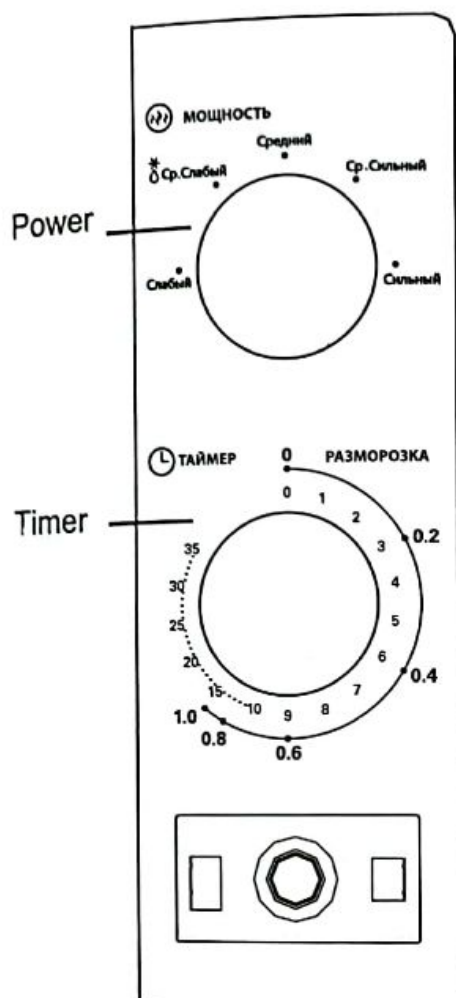 МОЩНОСТЬ
Средний
Ср.Слабый
Ср.Сильный
Power
Слабый
Сильный
ТАЙМЕР
0
РАЗМОРОЗКА
0
1
2
3
0.2
Timer
35
4
30
5
25
6
0.4
20
7
15
10
9
8
1.0
0.8
0.6